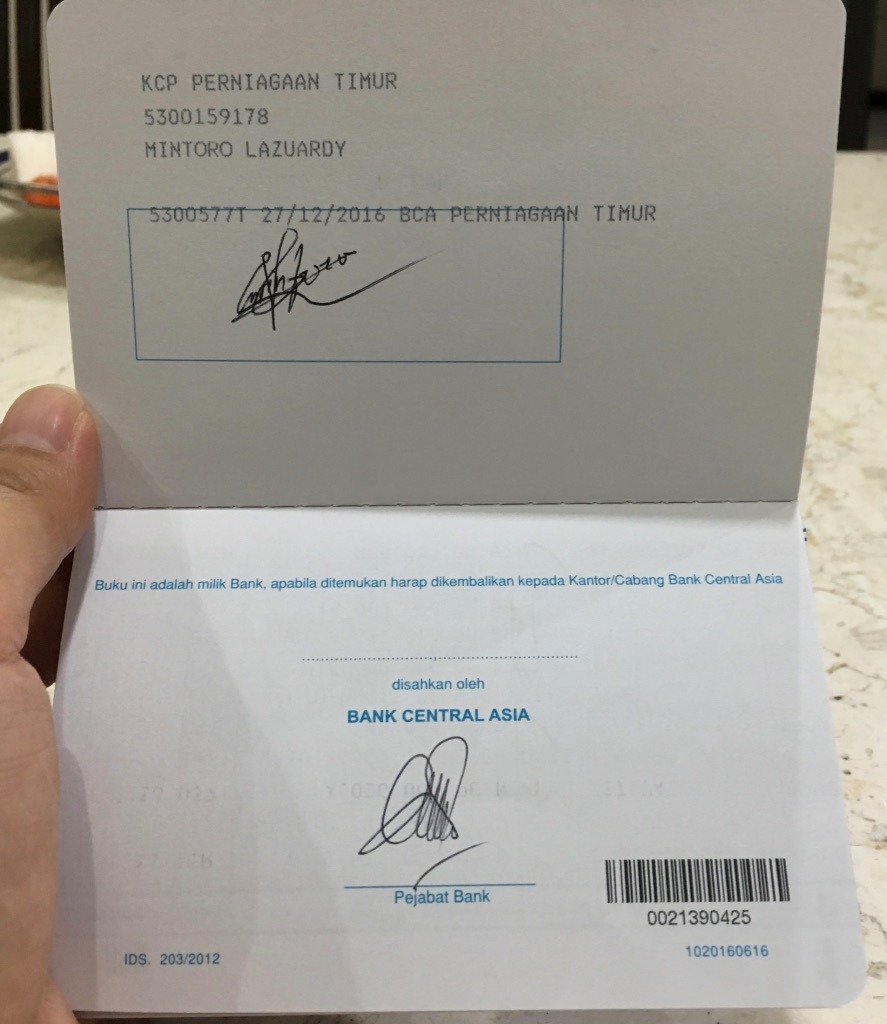 KCP PERNIAGAAN TIMUR
5300159178
MINTORO LAZUARDY
5300577T 27/12/2016 BCA PERNIAGAAN TIMUR
Buku ini adalah milik Bank, apabila ditemukan harap dikembalikan kepada Kantor/Cabang Bank Central Asia
disahkan oleh
BANK CENTRAL ASIA
Pejabat Bank
0021390425
IDS. 203/2012
1020160616